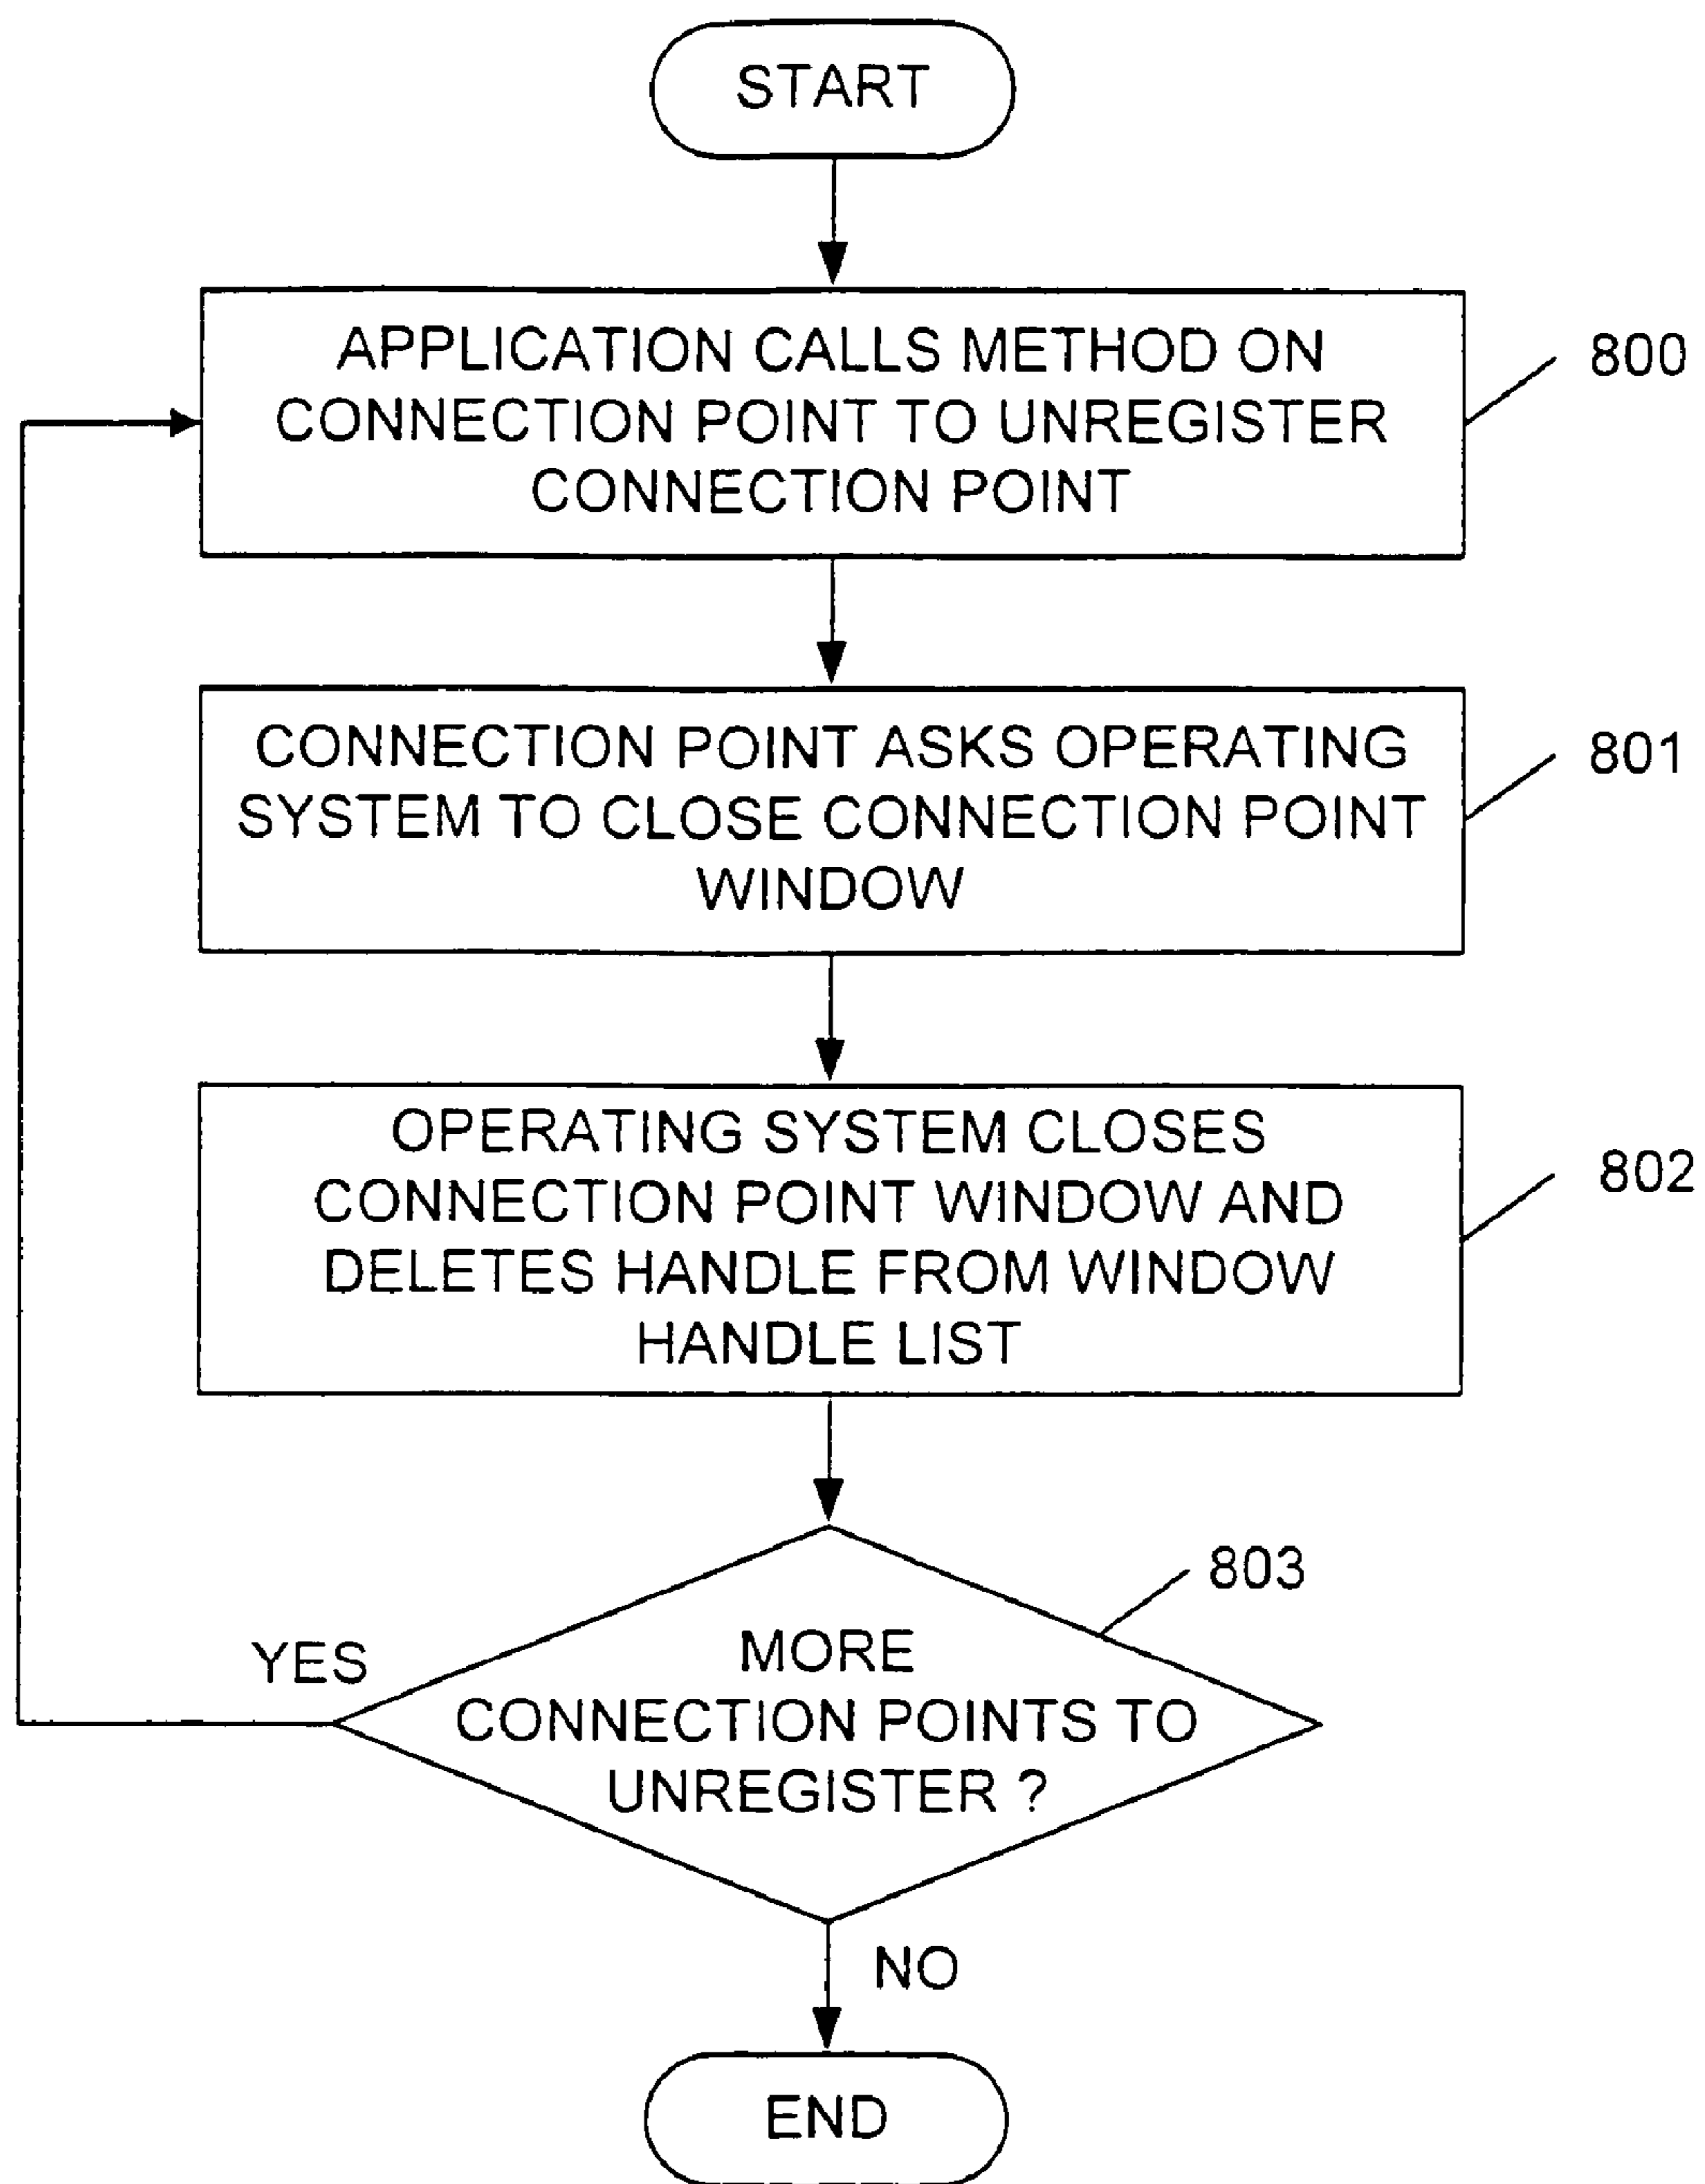 START
APPLICATION CALLS METHOD ON
CONNECTION POINT TO UNREGISTER
CONNECTION POINT
800
CONNECTION POINT ASKS OPERATING
SYSTEM TO CLOSE CONNECTION POINT
WINDOW
801
OPERATING SYSTEM CLOSES
CONNECTION POINT WINDOW AND
DELETES HANDLE FROM WINDOW
HANDLE LIST
802
803
YES
MORE
CONNECTION POINTS TO
UNREGISTER ?
NO
END